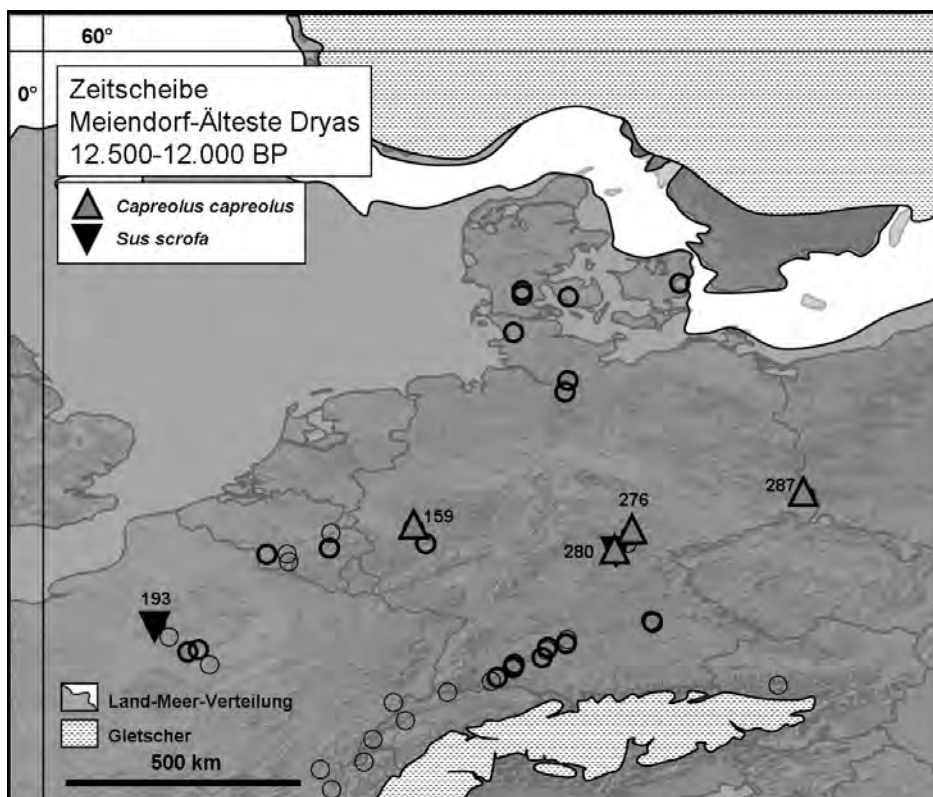 60°
0°
Zeitscheibe
Meiendorf-Älteste Dryas
12.500-12.000 BP
Capreolus capreolus
Sus scrofa
287
276
159
280
193
Land-Meer-Verteilung
Gletscher
500 km